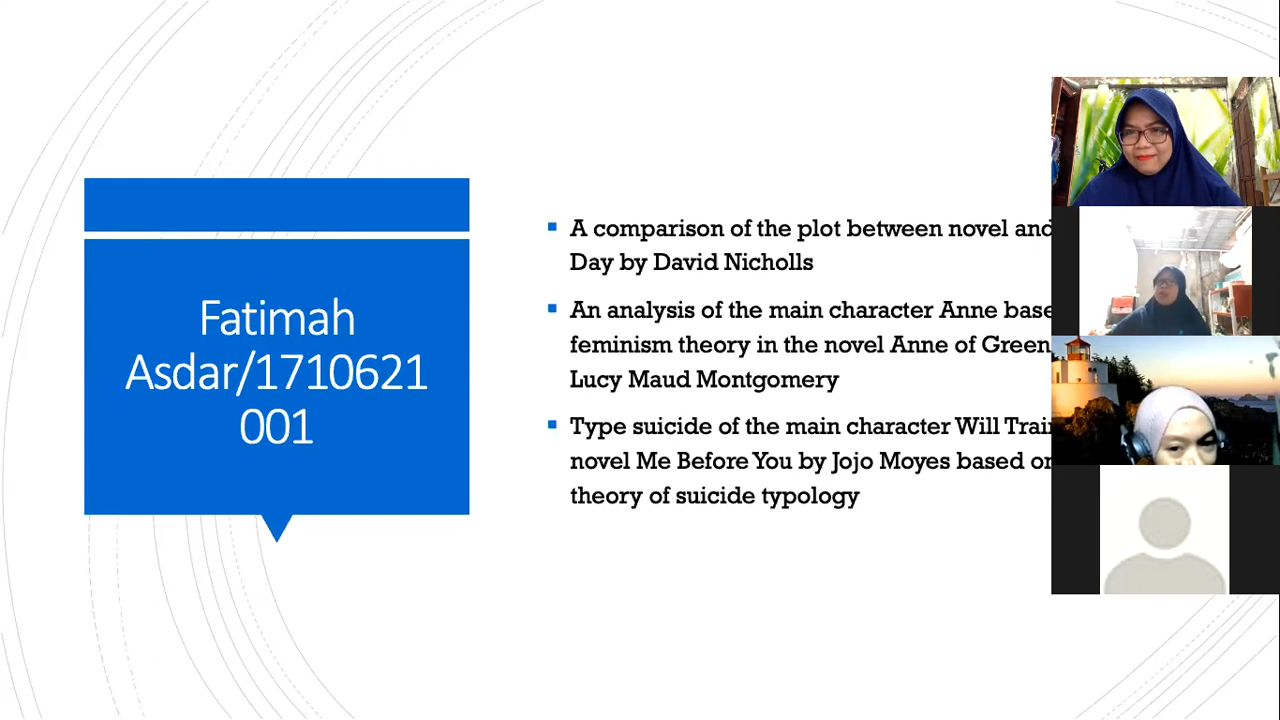 Fatimah
Asdar/1710621
001
A comparison of the plot between novel and
Day by David Nicholls
An analysis of the main character Anne
feminism theory in the novel Anne of Green
Lucy Maud Montgomery
Type suicide of the main character Will
novel Me Before You by Jojo Moyes based
theory of suicide typology